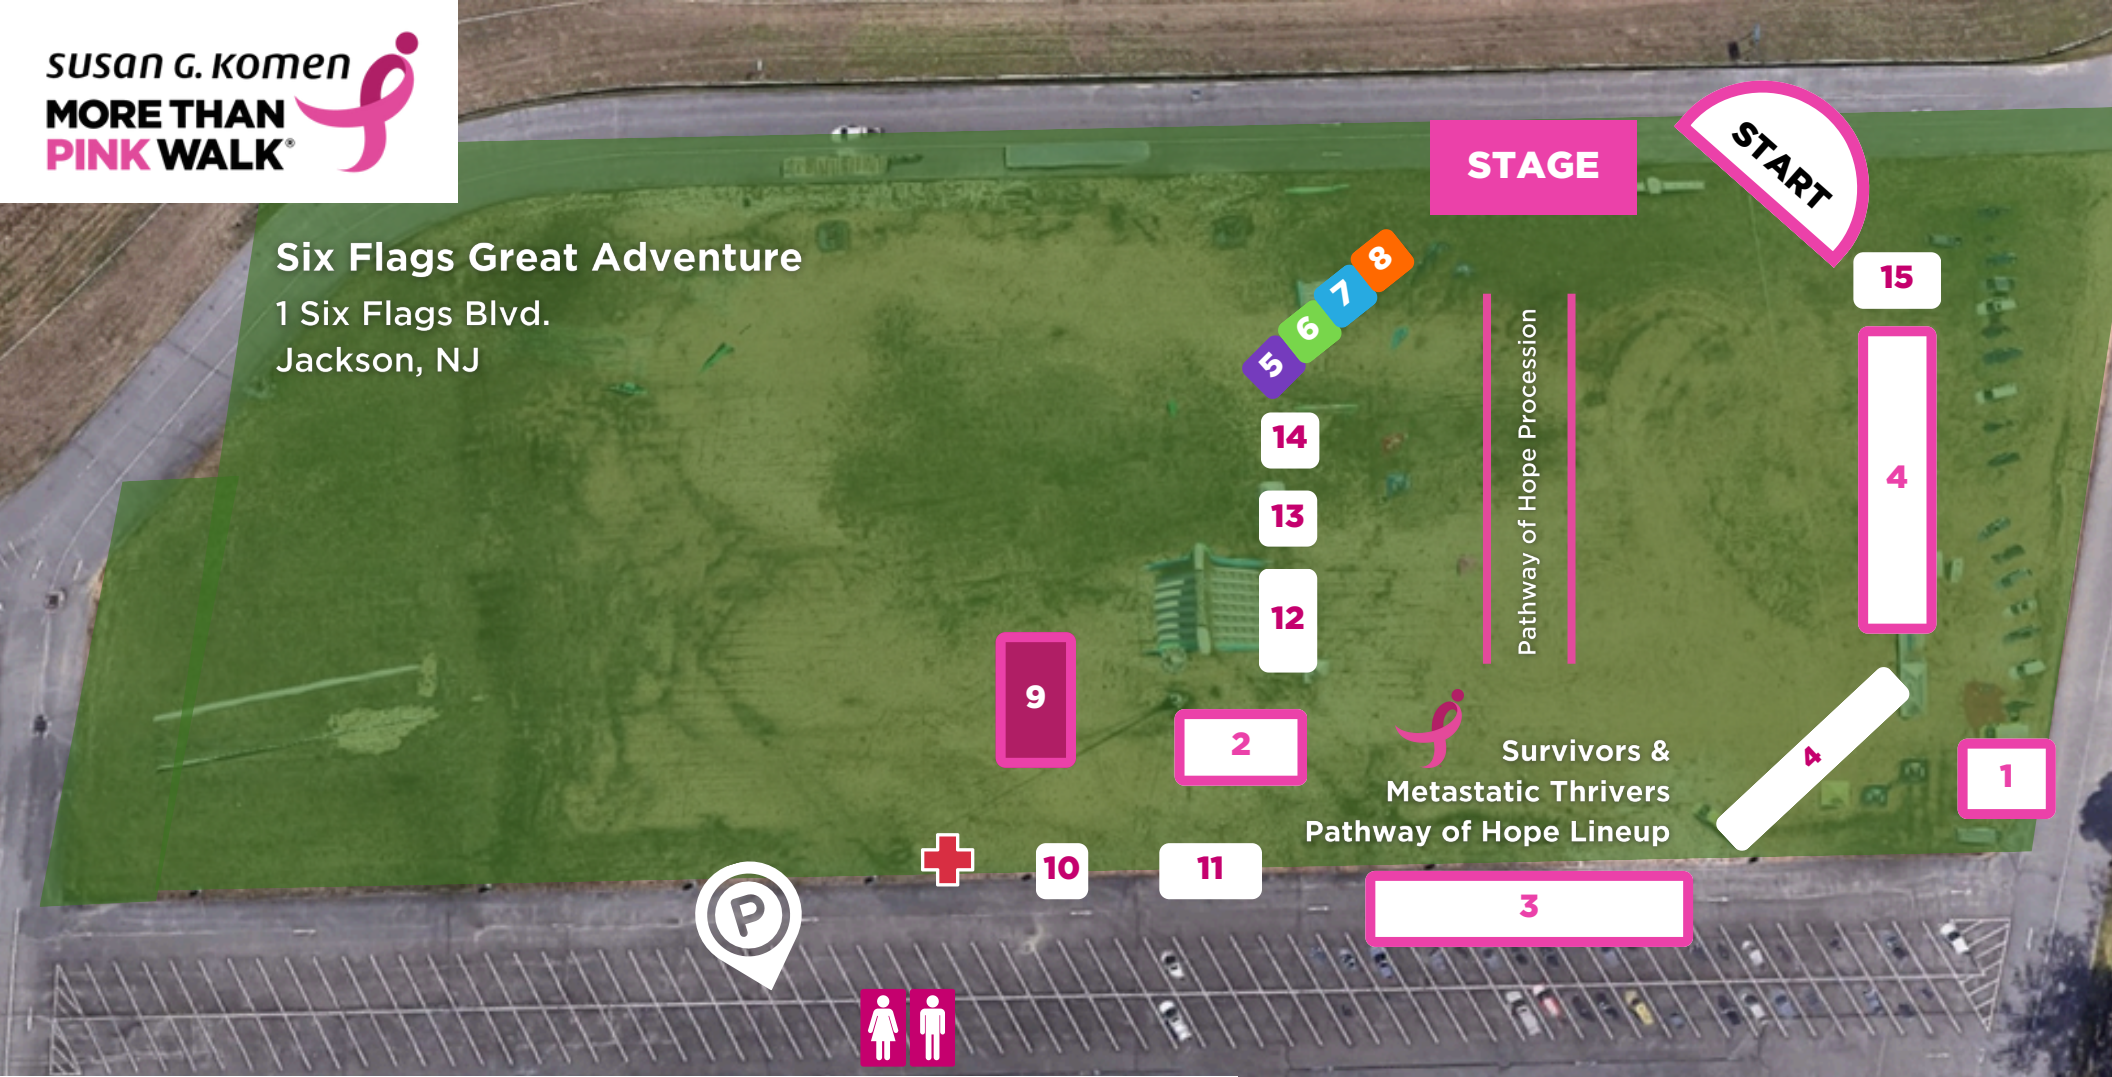 SUSAN G. KOMEN
MORE THAN
PINK WALK®
Six Flags Great Adventure
1 Six Flags Blvd.
Jackson, NJ
STAGE
START
15
8
7
6
5
14
13
12
4
Pathway of Hope Procession
9
2
Survivors &
Metastatic Thrivers
Pathway of Hope Lineup
4
1
10
11
3
P